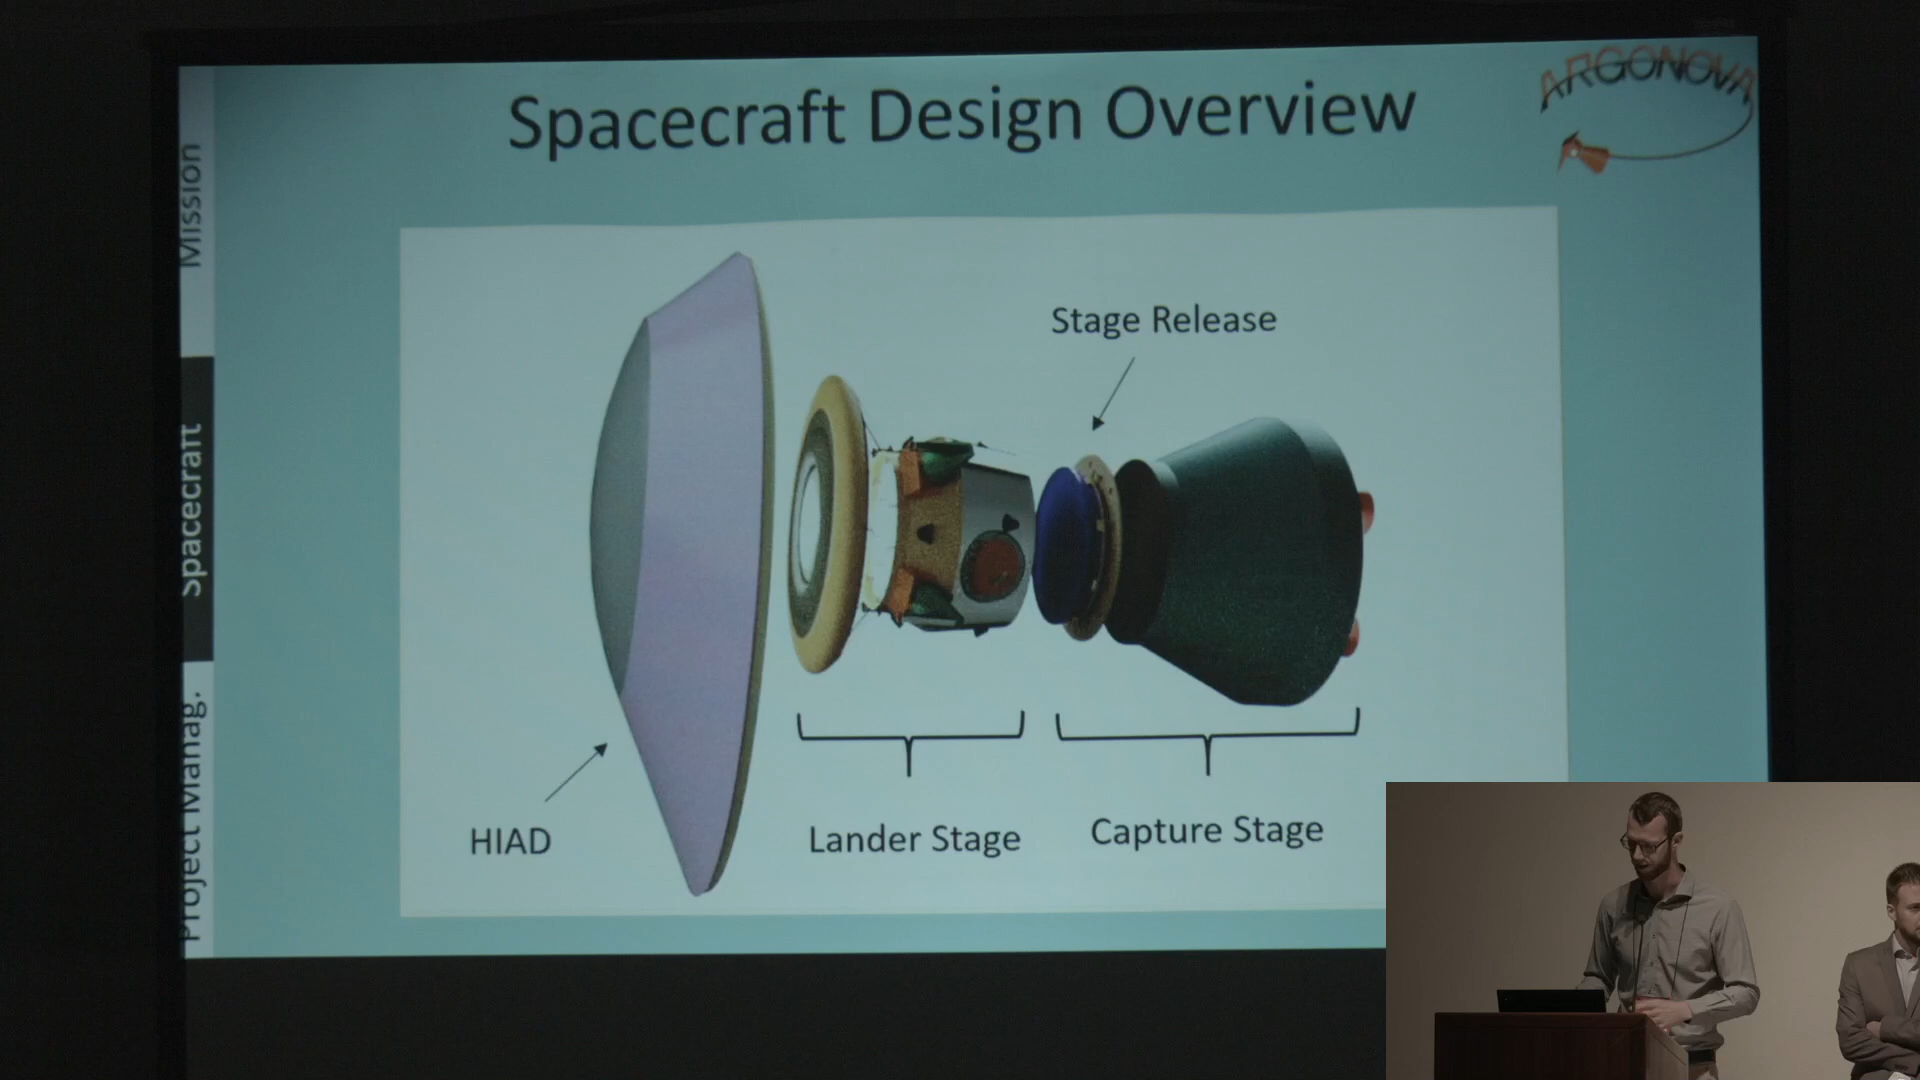 Spacecraft Design Overview
ARGONOVA
Mission
Spacecraft
Project Manag.
Stage Release
HIAD
Lander Stage
Capture Stage